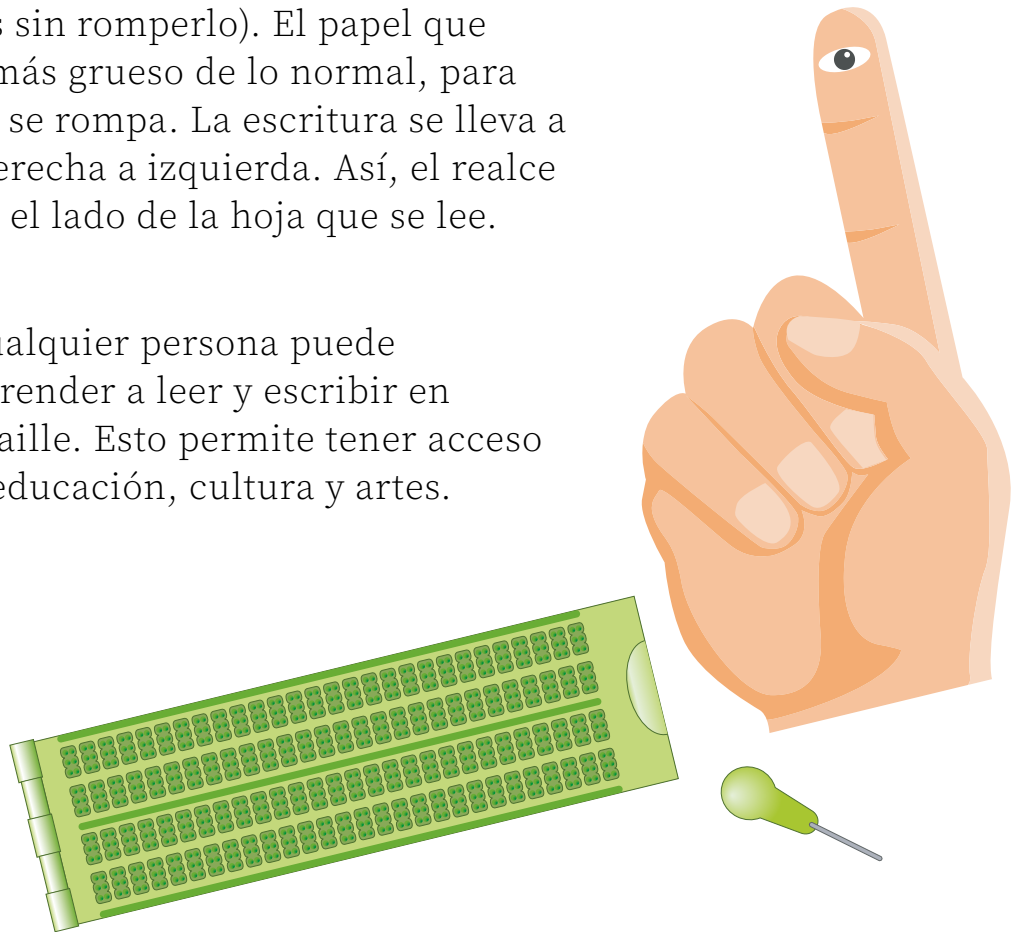 s sin romperlo). El papel que
más grueso de lo normal, para
se rompa. La escritura se lleva a
erecha a izquierda. Así, el realce
el lado de la hoja que se lee.
ualquier persona puede
render a leer y escribir en
aille. Esto permite tener acceso
educación, cultura y artes.